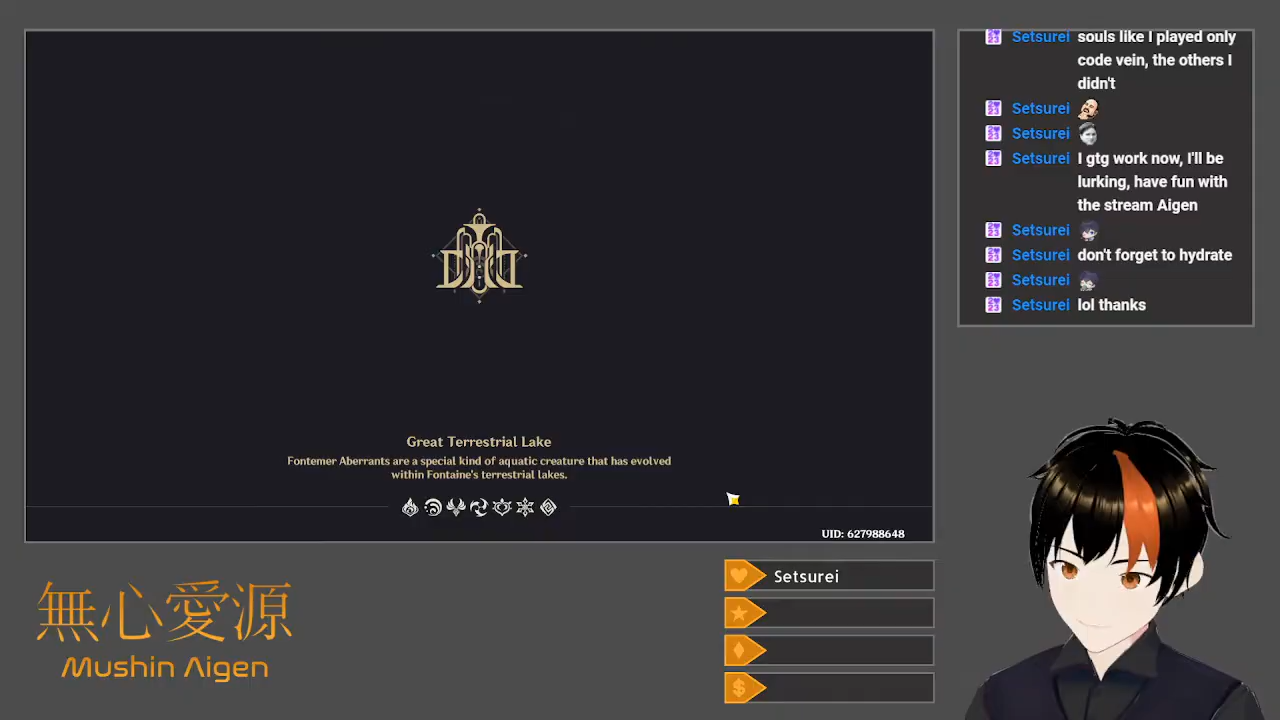 Setsurei souls like I played only
code vein, the others I
didn't
Setsurei
Setsurei
Setsurei I gtg work now, I'll be
lurking, have fun with
the stream Aigen
Setsurei
Setsurei don't forget to hydrate
Setsurei
Setsurei lol thanks
Great Terrestrial Lake
Fontemer Aberrants are a special kind of aquatic creature that has evolved
within Fontaine's terrestrial lakes.
UID: 627988648
Setsurei
無心愛源
Mushin Aigen